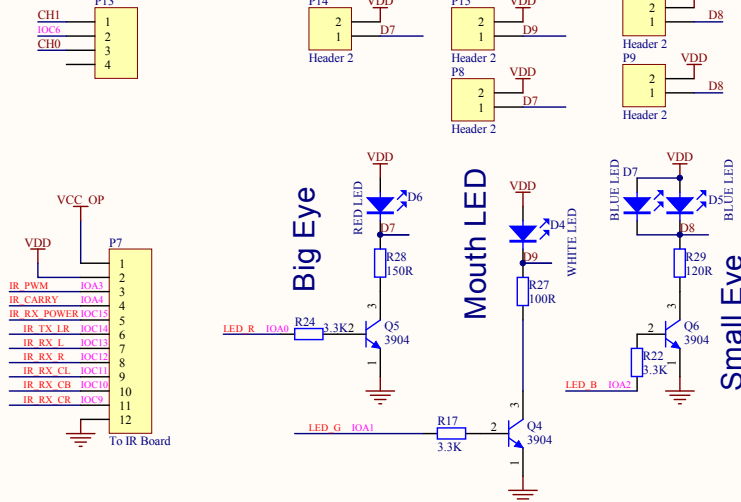 P13
CH1
1
IOC6
2
CH0
3
4
P14
VDD
2
1
D7
Header 2
P15
VDD
2
1
D9
Header 2
P8
VDD
2
1
D7
Header 2
VDD
2
1
D8
Header 2
P9
VDD
2
1
D8
Header 2
VCC_OP
VDD
P7
1
2
IR_PWM IOA3 3
IR_CARRY IOA4 4
IR_RX_POWER IOC15 5
IR_TX_LR IOC14 6
IR_RX_L IOC13 7
IR_RX_R IOC12 8
IR_RX_CL IOC11 9
IR_RX_CB IOC10 10
IR_RX_CR IOC9 11
12
To IR Board
Big Eye
VDD
RED LED
D6
D7
R28
150R
3
LED_R IOA0 R24 3.3K 2
Q5
3904
1
Mouth LED
VDD
D4
WHITE LED
D9
R27
100R
3
LED_G IOA1 R17 2
3.3K
Q4
3904
1
Small Eye
VDD
BLUE LED
D7
D5
BLUE LED
D8
R29
120R
3
2
Q6
3904
R22
3.3K
1
LED_B IOA2